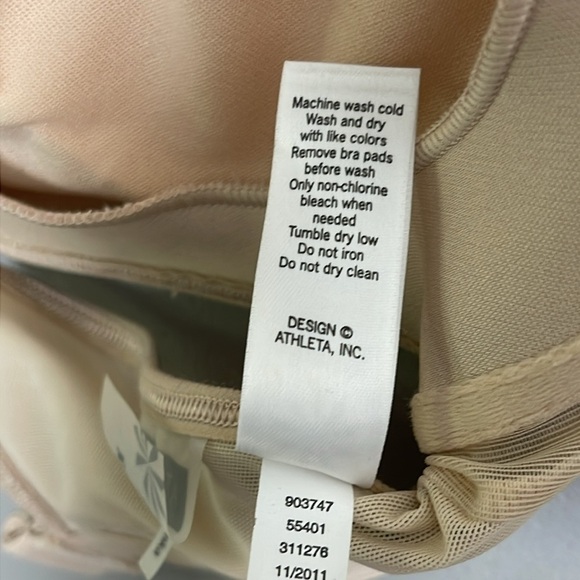 Machine wash cold
Wash and dry
with like colors
Remove bra pads
before wash
Only non-chlorine
bleach when
needed
Tumble dry low
Do not iron
Do not dry clean
DESIGN ©
ATHLETA, INC.
903747
55401
311276
11/2011